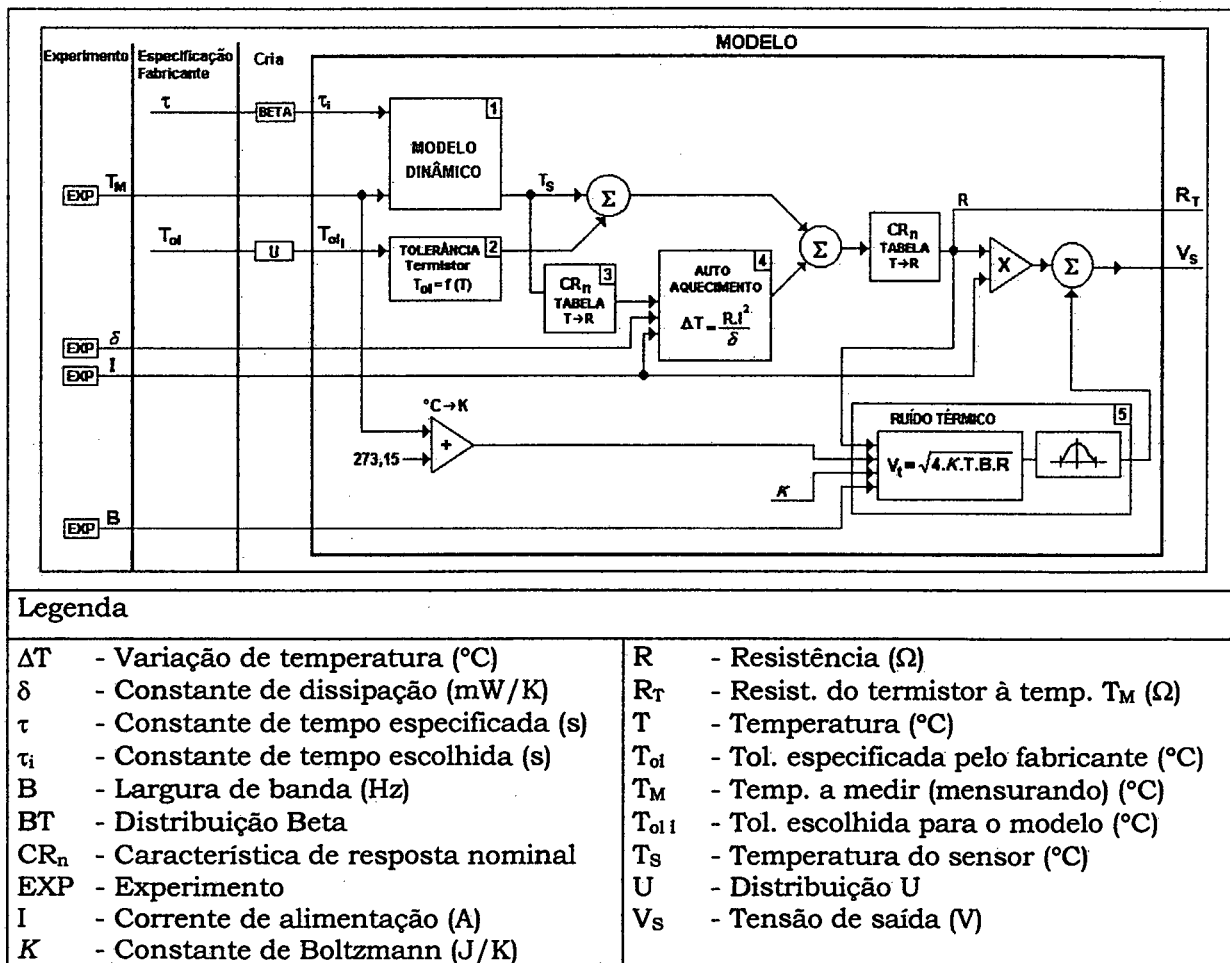 MODELO
Experimento
Especificação
Fabricante
Cria
τ
BETA
τi
1
MODELO
DINÂMICO
EXP
TM
TS
Σ
Tol
U
Tol i
2
TOLERÂNCIA
Termistor
Tol = f (T)
3
CRn
TABELA
T→R
4
AUTO
AQUECIMENTO
ΔT = R.I²/δ
Σ
CRn
TABELA
T→R
R
RT
X
Σ
VS
EXP
δ
EXP
I
°C→K
273,15
+
K
5
RUÍDO TÉRMICO
Vt = √4.K.T.B.R
EXP
B
Legenda
ΔT - Variação de temperatura (°C)
δ - Constante de dissipação (mW/K)
τ - Constante de tempo especificada (s)
τi - Constante de tempo escolhida (s)
B - Largura de banda (Hz)
BT - Distribuição Beta
CRn - Característica de resposta nominal
EXP - Experimento
I - Corrente de alimentação (A)
K - Constante de Boltzmann (J/K)
R - Resistência (Ω)
RT - Resist. do termistor à temp. TM (Ω)
T - Temperatura (°C)
Tol - Tol. especificada pelo fabricante (°C)
TM - Temp. a medir (mensurando) (°C)
Tol i - Tol. escolhida para o modelo (°C)
TS - Temperatura do sensor (°C)
U - Distribuição U
VS - Tensão de saída (V)